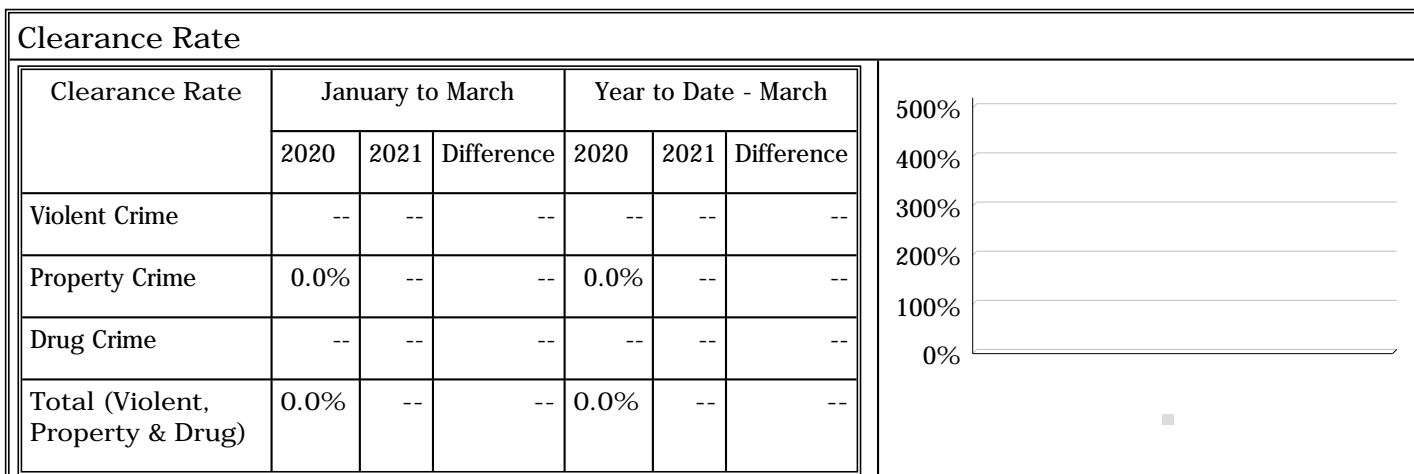 Clearance Rate
Clearance Rate January to March Year to Date - March
2020 2021 Difference 2020 2021 Difference
Violent Crime -- -- -- -- -- --
Property Crime 0.0% -- -- 0.0% -- --
Drug Crime -- -- -- -- -- --
Total (Violent,
Property & Drug) 0.0% -- -- 0.0% -- --
500%
400%
300%
200%
100%
0%